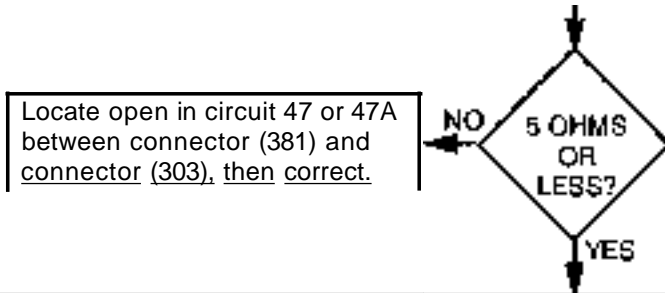 Locate open in circuit 47 or 47A
between connector (381) and
connector (303), then correct.
NO
5 OHMS
OR
LESS?
YES